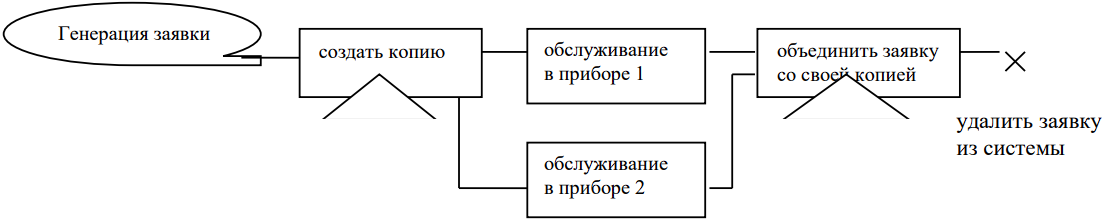 Генерация заявки
создать копию
обслуживание
в приборе 1
объединить заявку
со своей копией
удалить заявку
из системы
обслуживание
в приборе 2